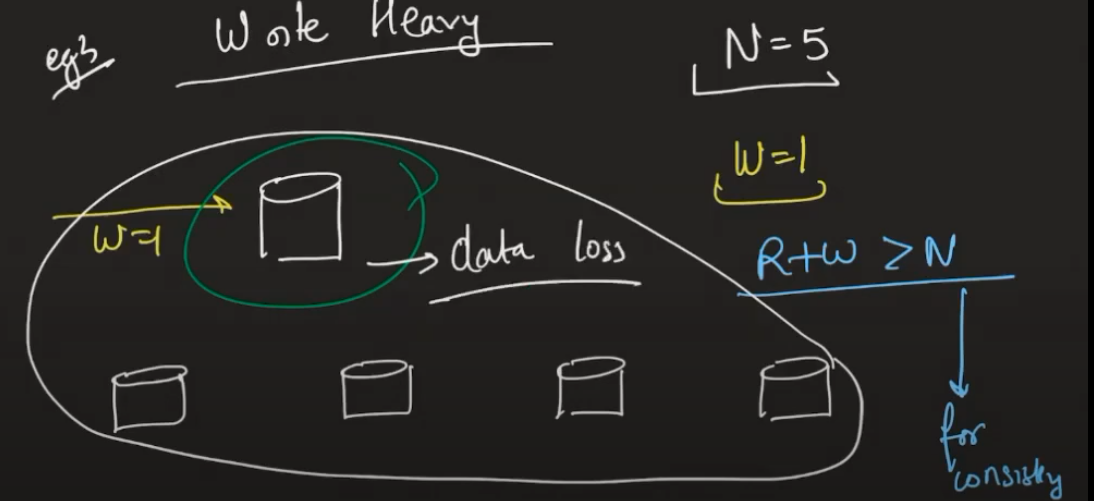 eg3 Write Heavy
N=5
W=1
W=1
data loss
R+W ≥ N
for
consisty